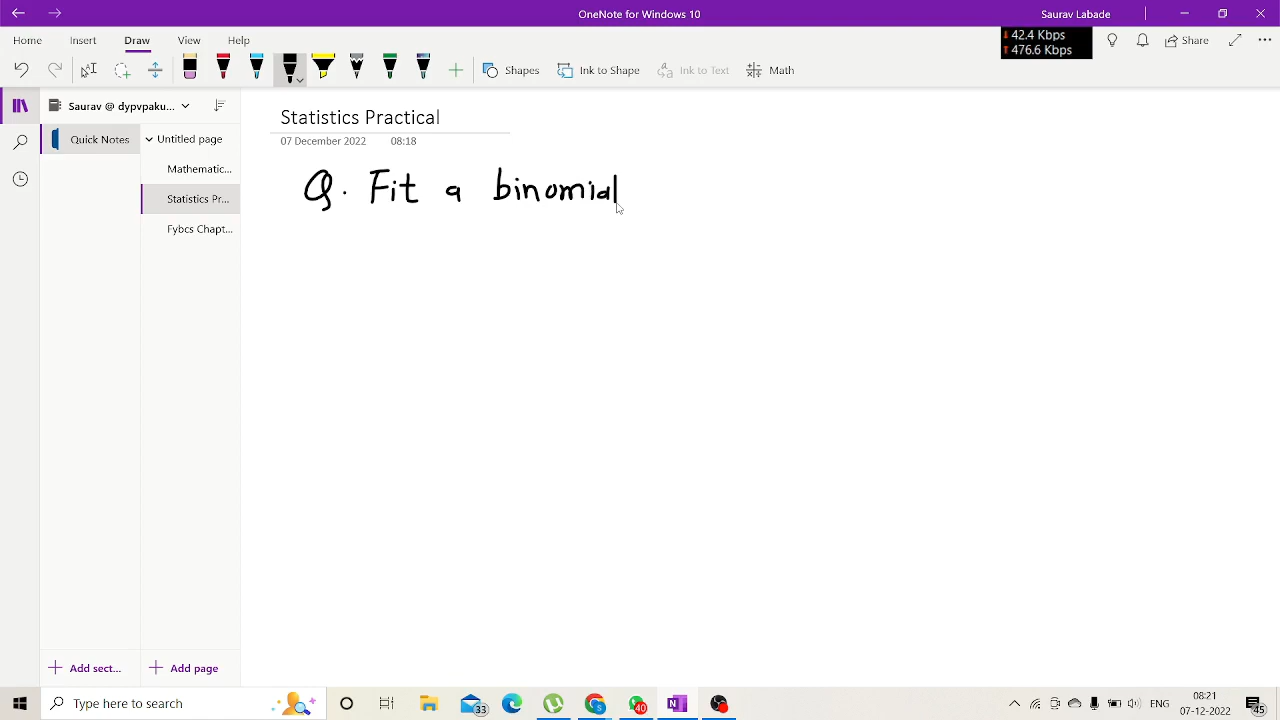 OneNote for Windows 10
Saurav Labade
Home Insert Draw View Help
42.4 Kbps
476.6 Kbps
Share
Shapes Ink to Shape Ink to Text Math
Saurav @ dypvpaku...
Quick Notes
Untitled page
Mathematic...
Statistics Pr...
Fybcs Chapt...
Statistics Practical
07 December 2022 08:18
Q. Fit a binomial
Add sect...
Add page
Type here to search
33
40
ENG
08:21
07-12-2022
45